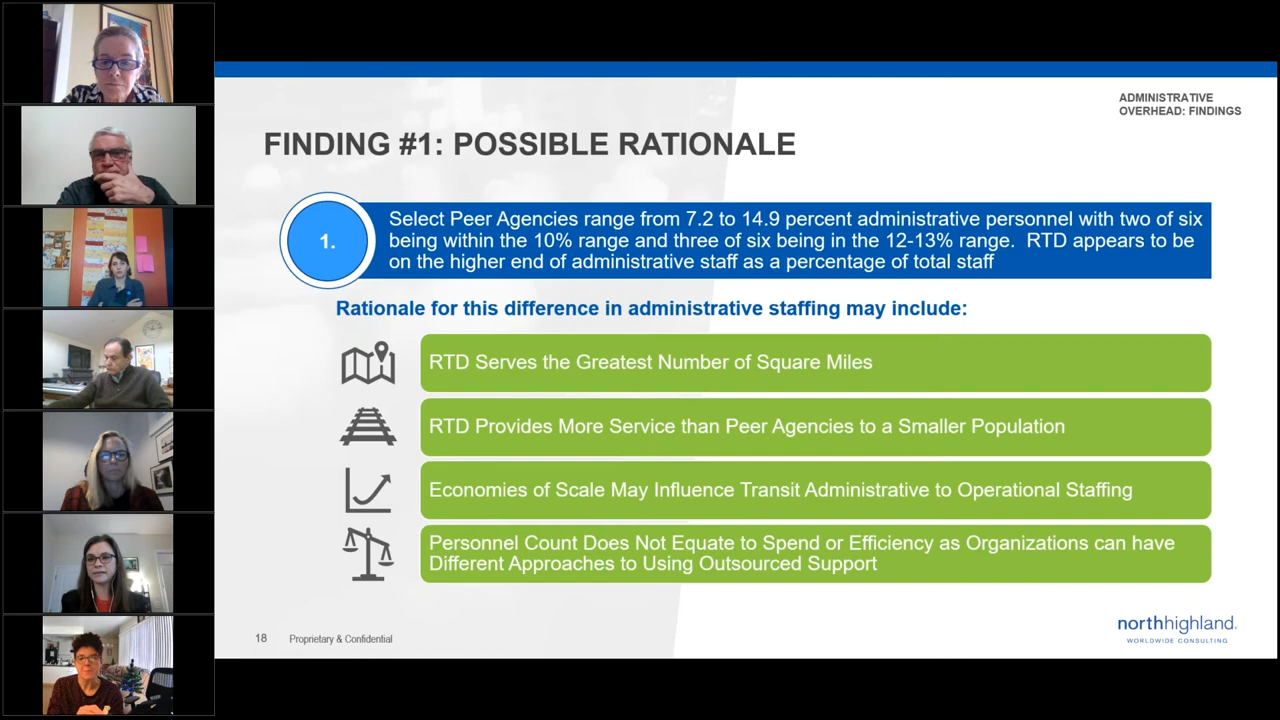 ADMINISTRATIVE
OVERHEAD: FINDINGS
FINDING #1: POSSIBLE RATIONALE
1.
Select Peer Agencies range from 7.2 to 14.9 percent administrative personnel with two of six
being within the 10% range and three of six being in the 12-13% range. RTD appears to be
on the higher end of administrative staff as a percentage of total staff
Rationale for this difference in administrative staffing may include:
RTD Serves the Greatest Number of Square Miles
RTD Provides More Service than Peer Agencies to a Smaller Population
Economies of Scale May Influence Transit Administrative to Operational Staffing
Personnel Count Does Not Equate to Spend or Efficiency as Organizations can have
Different Approaches to Using Outsourced Support
18 Proprietary & Confidential
northhighland.
WORLDWIDE CONSULTING